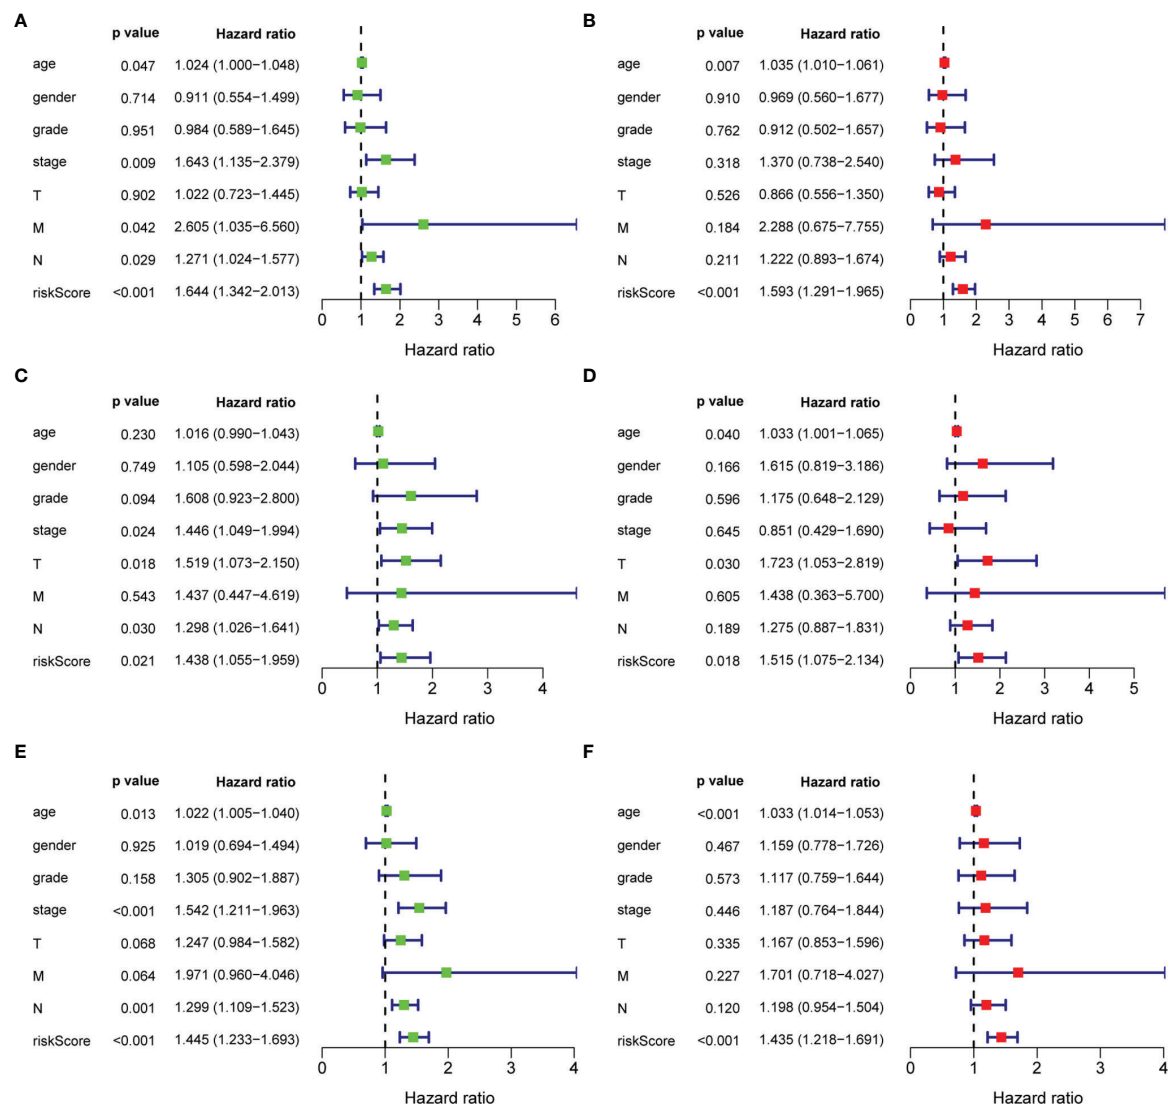 A
p value Hazard ratio
age 0.047 1.024 (1.000−1.048)
gender 0.714 0.911 (0.554−1.499)
grade 0.951 0.984 (0.589−1.645)
stage 0.009 1.643 (1.135−2.379)
T 0.902 1.022 (0.723−1.445)
M 0.042 2.605 (1.035−6.560)
N 0.029 1.271 (1.024−1.577)
riskScore <0.001 1.644 (1.342−2.013)
0 1 2 3 4 5 6
Hazard ratio
B
p value Hazard ratio
age 0.007 1.035 (1.010−1.061)
gender 0.910 0.969 (0.560−1.677)
grade 0.762 0.912 (0.502−1.657)
stage 0.318 1.370 (0.738−2.540)
T 0.526 0.866 (0.556−1.350)
M 0.184 2.288 (0.675−7.755)
N 0.211 1.222 (0.893−1.674)
riskScore <0.001 1.593 (1.291−1.965)
0 1 2 3 4 5 6 7
Hazard ratio
C
p value Hazard ratio
age 0.230 1.016 (0.990−1.043)
gender 0.749 1.105 (0.598−2.044)
grade 0.094 1.608 (0.923−2.800)
stage 0.024 1.446 (1.049−1.994)
T 0.018 1.519 (1.073−2.150)
M 0.543 1.437 (0.447−4.619)
N 0.030 1.298 (1.026−1.641)
riskScore 0.021 1.438 (1.055−1.959)
0 1 2 3 4
Hazard ratio
D
p value Hazard ratio
age 0.040 1.033 (1.001−1.065)
gender 0.166 1.615 (0.819−3.186)
grade 0.596 1.175 (0.648−2.129)
stage 0.645 0.851 (0.429−1.690)
T 0.030 1.723 (1.053−2.819)
M 0.605 1.438 (0.363−5.700)
N 0.189 1.275 (0.887−1.831)
riskScore 0.018 1.515 (1.075−2.134)
0 1 2 3 4 5
Hazard ratio
E
p value Hazard ratio
age 0.013 1.022 (1.005−1.040)
gender 0.925 1.019 (0.694−1.494)
grade 0.158 1.305 (0.902−1.887)
stage <0.001 1.542 (1.211−1.963)
T 0.068 1.247 (0.984−1.582)
M 0.064 1.971 (0.960−4.046)
N 0.001 1.299 (1.109−1.523)
riskScore <0.001 1.445 (1.233−1.693)
0 1 2 3 4
Hazard ratio
F
p value Hazard ratio
age <0.001 1.033 (1.014−1.053)
gender 0.467 1.159 (0.778−1.726)
grade 0.573 1.117 (0.759−1.644)
stage 0.446 1.187 (0.764−1.844)
T 0.335 1.167 (0.853−1.596)
M 0.227 1.701 (0.718−4.027)
N 0.120 1.198 (0.954−1.504)
riskScore <0.001 1.435 (1.218−1.691)
0 1 2 3 4
Hazard ratio